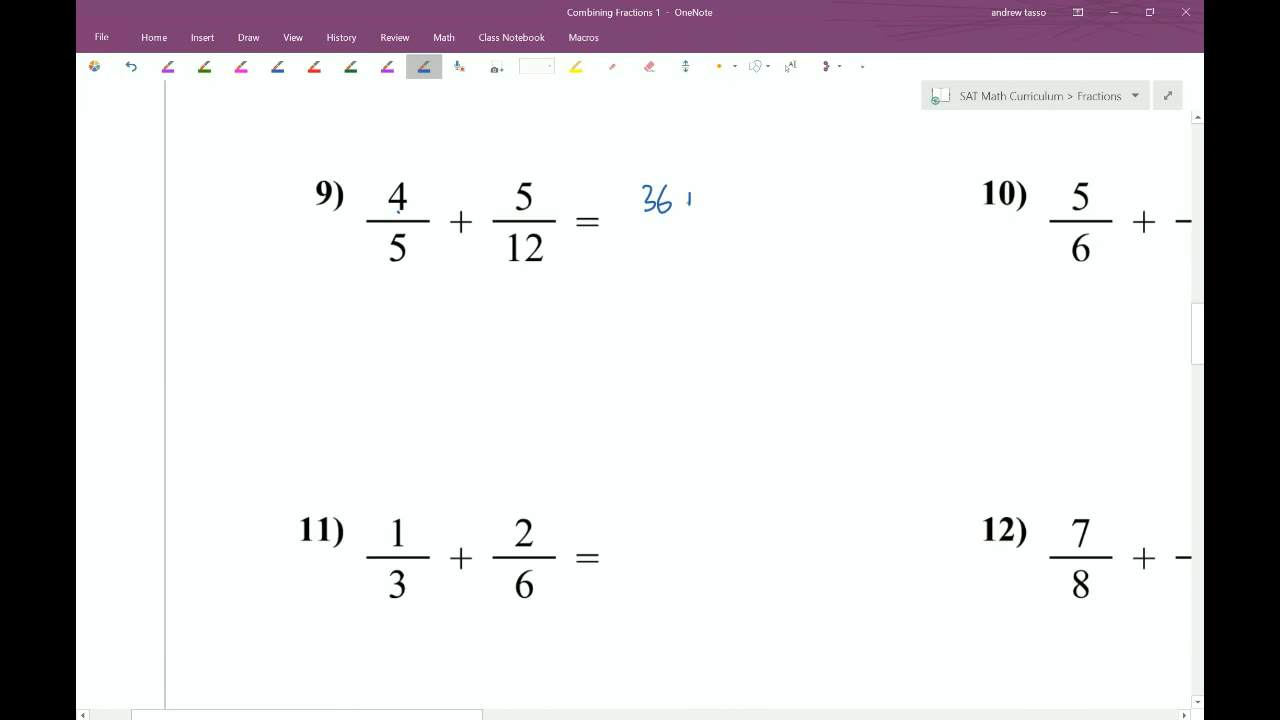 Combining Fractions 1 - OneNote
andrew tasso
File Home Insert Draw View History Review Math Class Notebook Macros
SAT Math Curriculum > Fractions
9) 4/5 + 5/12 = 36
10) 5/6 +
11) 1/3 + 2/6 =
12) 7/8 +